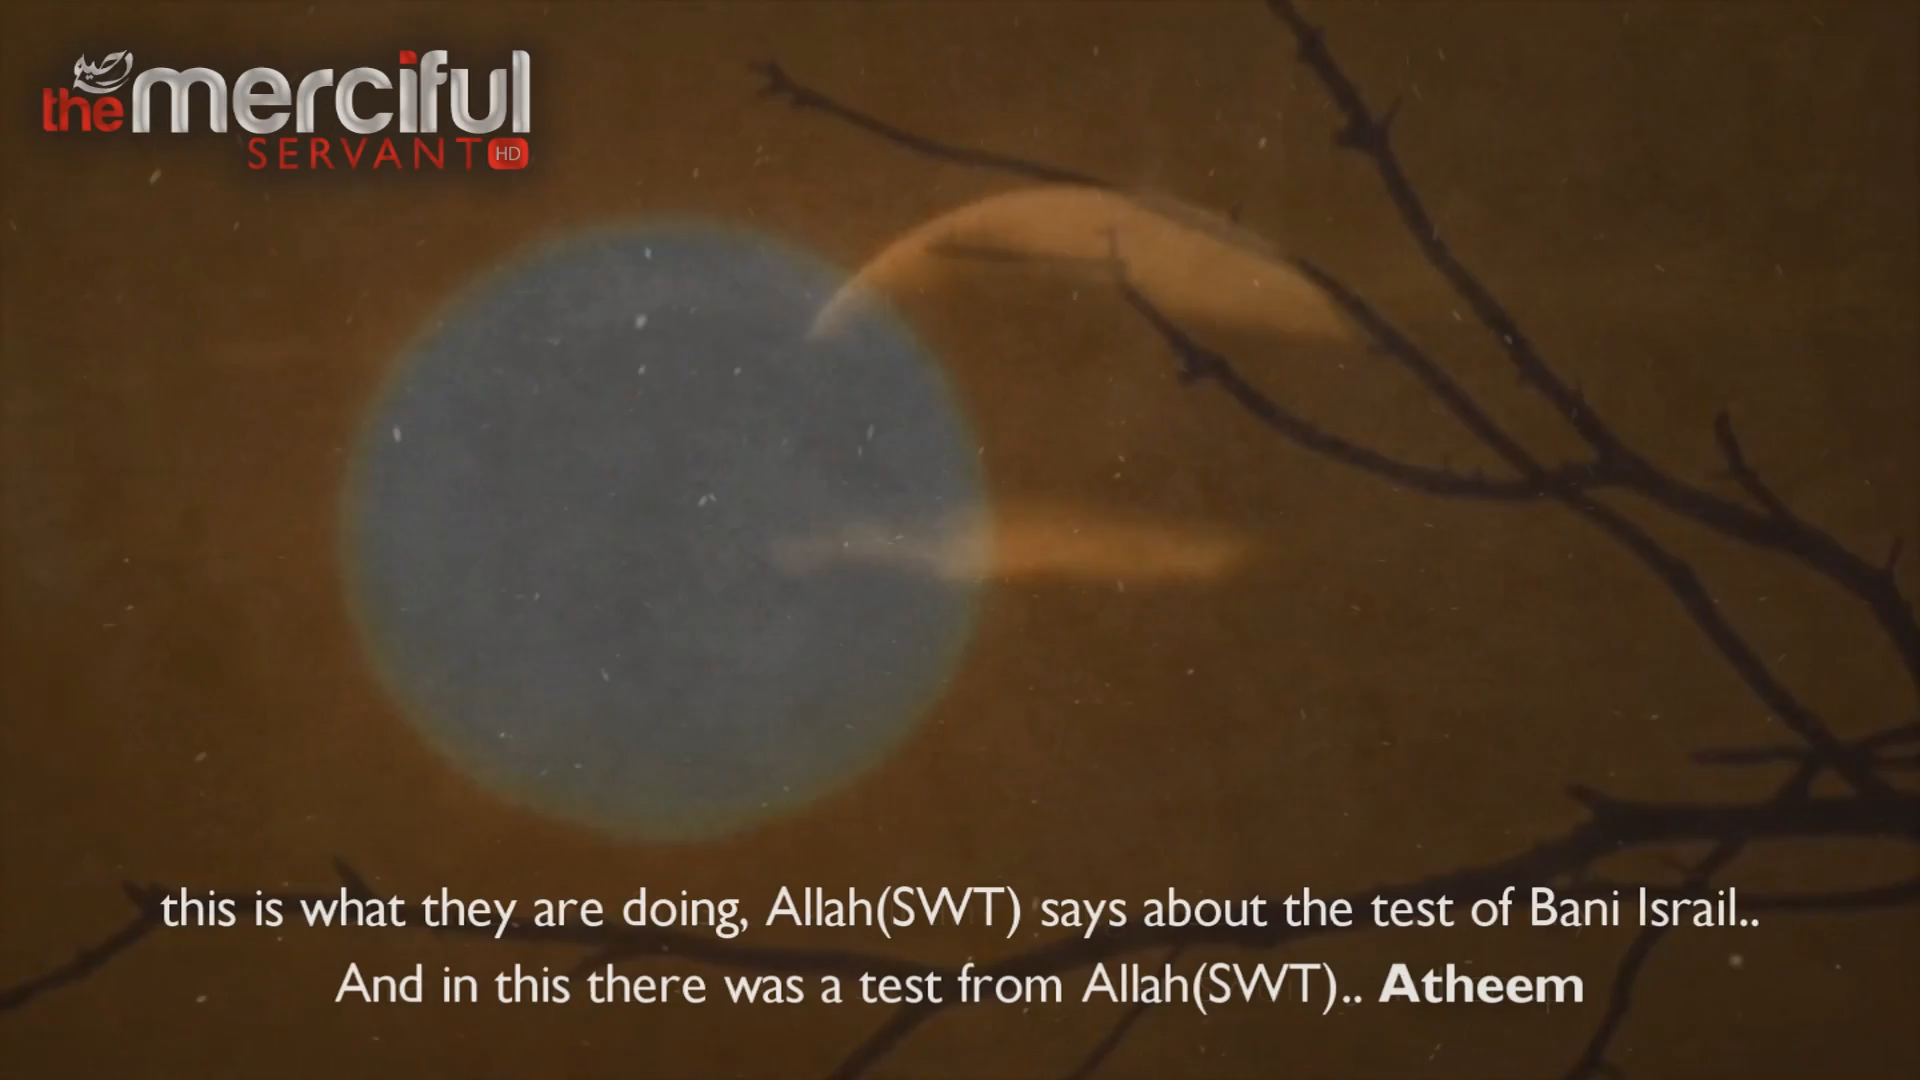 رحيم
the merciful
SERVANT HD
this is what they are doing, Allah(SWT) says about the test of Bani Israil..
And in this there was a test from Allah(SWT).. Atheem